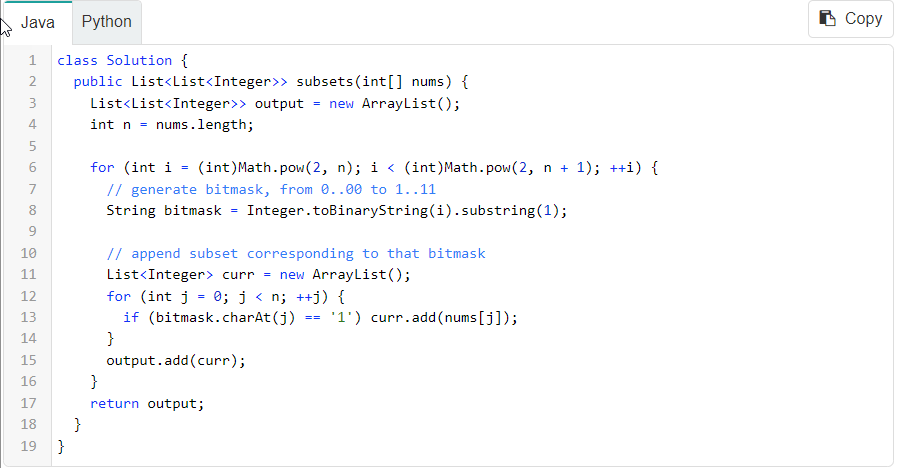 Java Python Copy
1 class Solution {
2   public List<List<Integer>> subsets(int[] nums) {
3     List<List<Integer>> output = new ArrayList();
4     int n = nums.length;
5
6     for (int i = (int)Math.pow(2, n); i < (int)Math.pow(2, n + 1); ++i) {
7       // generate bitmask, from 0..00 to 1..11
8       String bitmask = Integer.toBinaryString(i).substring(1);
9
10       // append subset corresponding to that bitmask
11       List<Integer> curr = new ArrayList();
12       for (int j = 0; j < n; ++j) {
13         if (bitmask.charAt(j) == '1') curr.add(nums[j]);
14       }
15       output.add(curr);
16     }
17     return output;
18   }
19 }